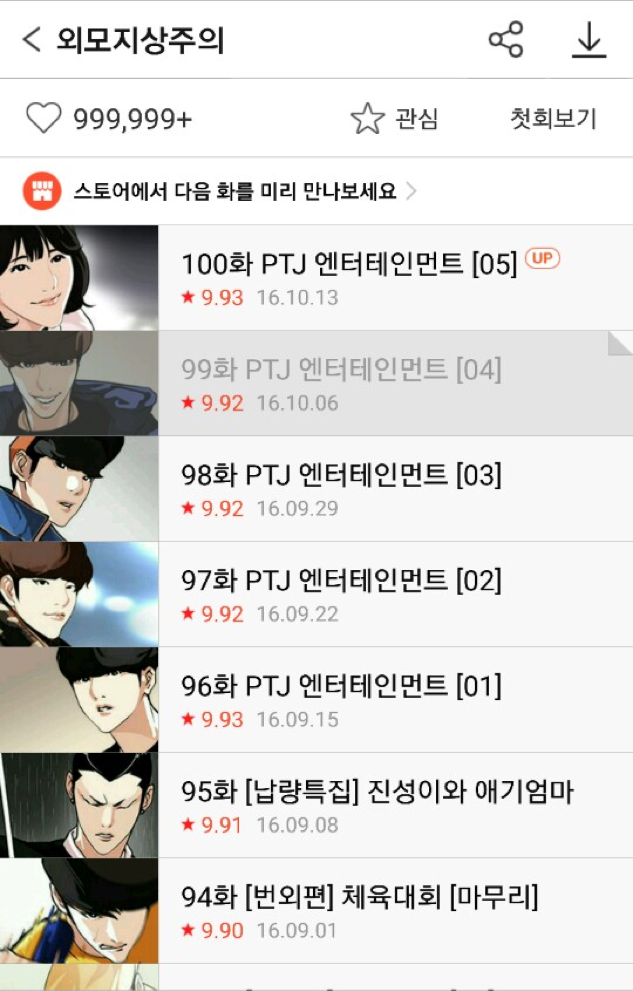 외모지상주의
999,999+ 관심 첫회보기
스토어에서 다음 화를 미리 만나보세요
100화 PTJ 엔터테인먼트 [05] UP
★ 9.93 16.10.13
99화 PTJ 엔터테인먼트 [04]
★ 9.92 16.10.06
98화 PTJ 엔터테인먼트 [03]
★ 9.92 16.09.29
97화 PTJ 엔터테인먼트 [02]
★ 9.92 16.09.22
96화 PTJ 엔터테인먼트 [01]
★ 9.93 16.09.15
95화 [납량특집] 진성이와 애기엄마
★ 9.91 16.09.08
94화 [번외편] 체육대회 [마무리]
★ 9.90 16.09.01